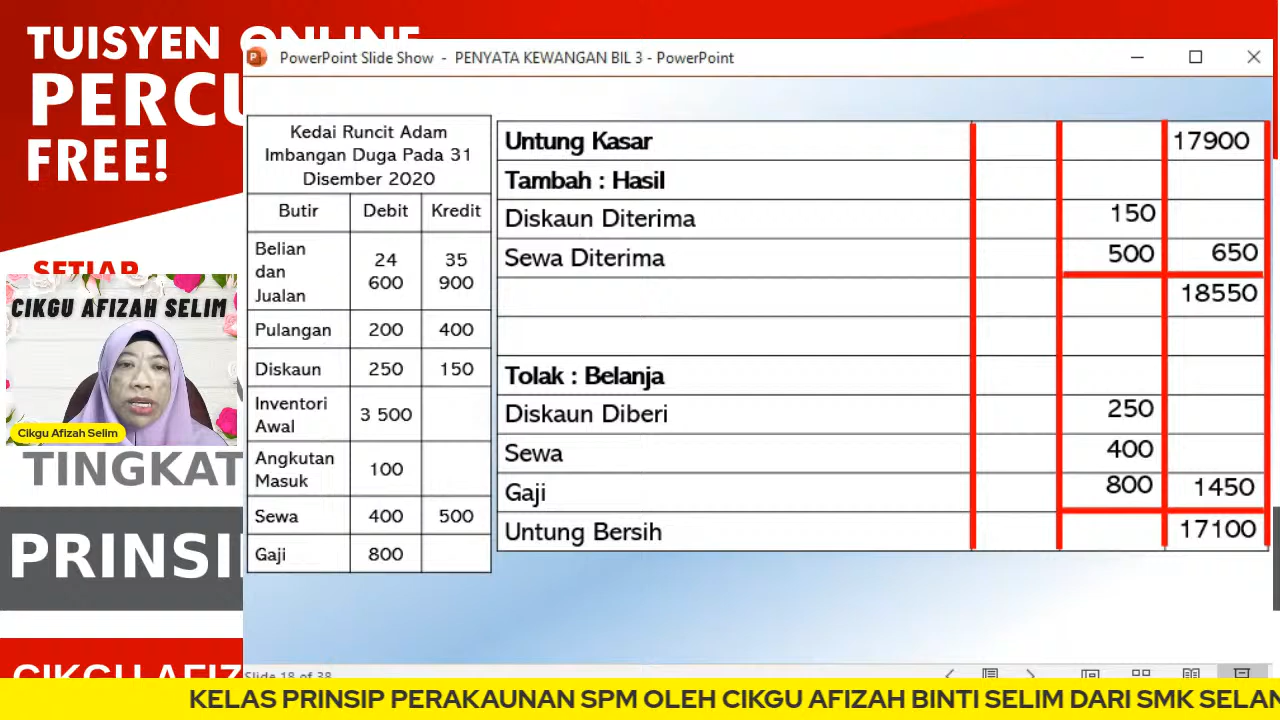 TUISYEN ONLINE
PERCU
FREE!
SETIAP
PowerPoint Slide Show - PENYATA KEWANGAN BIL 3 - PowerPoint
Kedai Runcit Adam
Imbangan Duga Pada 31
Disember 2020
Butir Debit Kredit
Belian
dan
Jualan
24
600
35
900
Pulangan 200 400
Diskaun 250 150
Inventori
Awal
3 500
Angkutan
Masuk
100
Sewa 400 500
Gaji 800
Untung Kasar 17900
Tambah : Hasil
Diskaun Diterima 150
Sewa Diterima 500 650
18550
Tolak : Belanja
Diskaun Diberi 250
Sewa 400
Gaji 800 1450
Untung Bersih 17100
CIKGU AFIZAH SELIM
Cikgu Afizah Selim
TINGKAT
PRINSI
CIKGU AFIZ
Slide 18 of 38
KELAS PRINSIP PERAKAUNAN SPM OLEH CIKGU AFIZAH BINTI SELIM DARI SMK SELAN